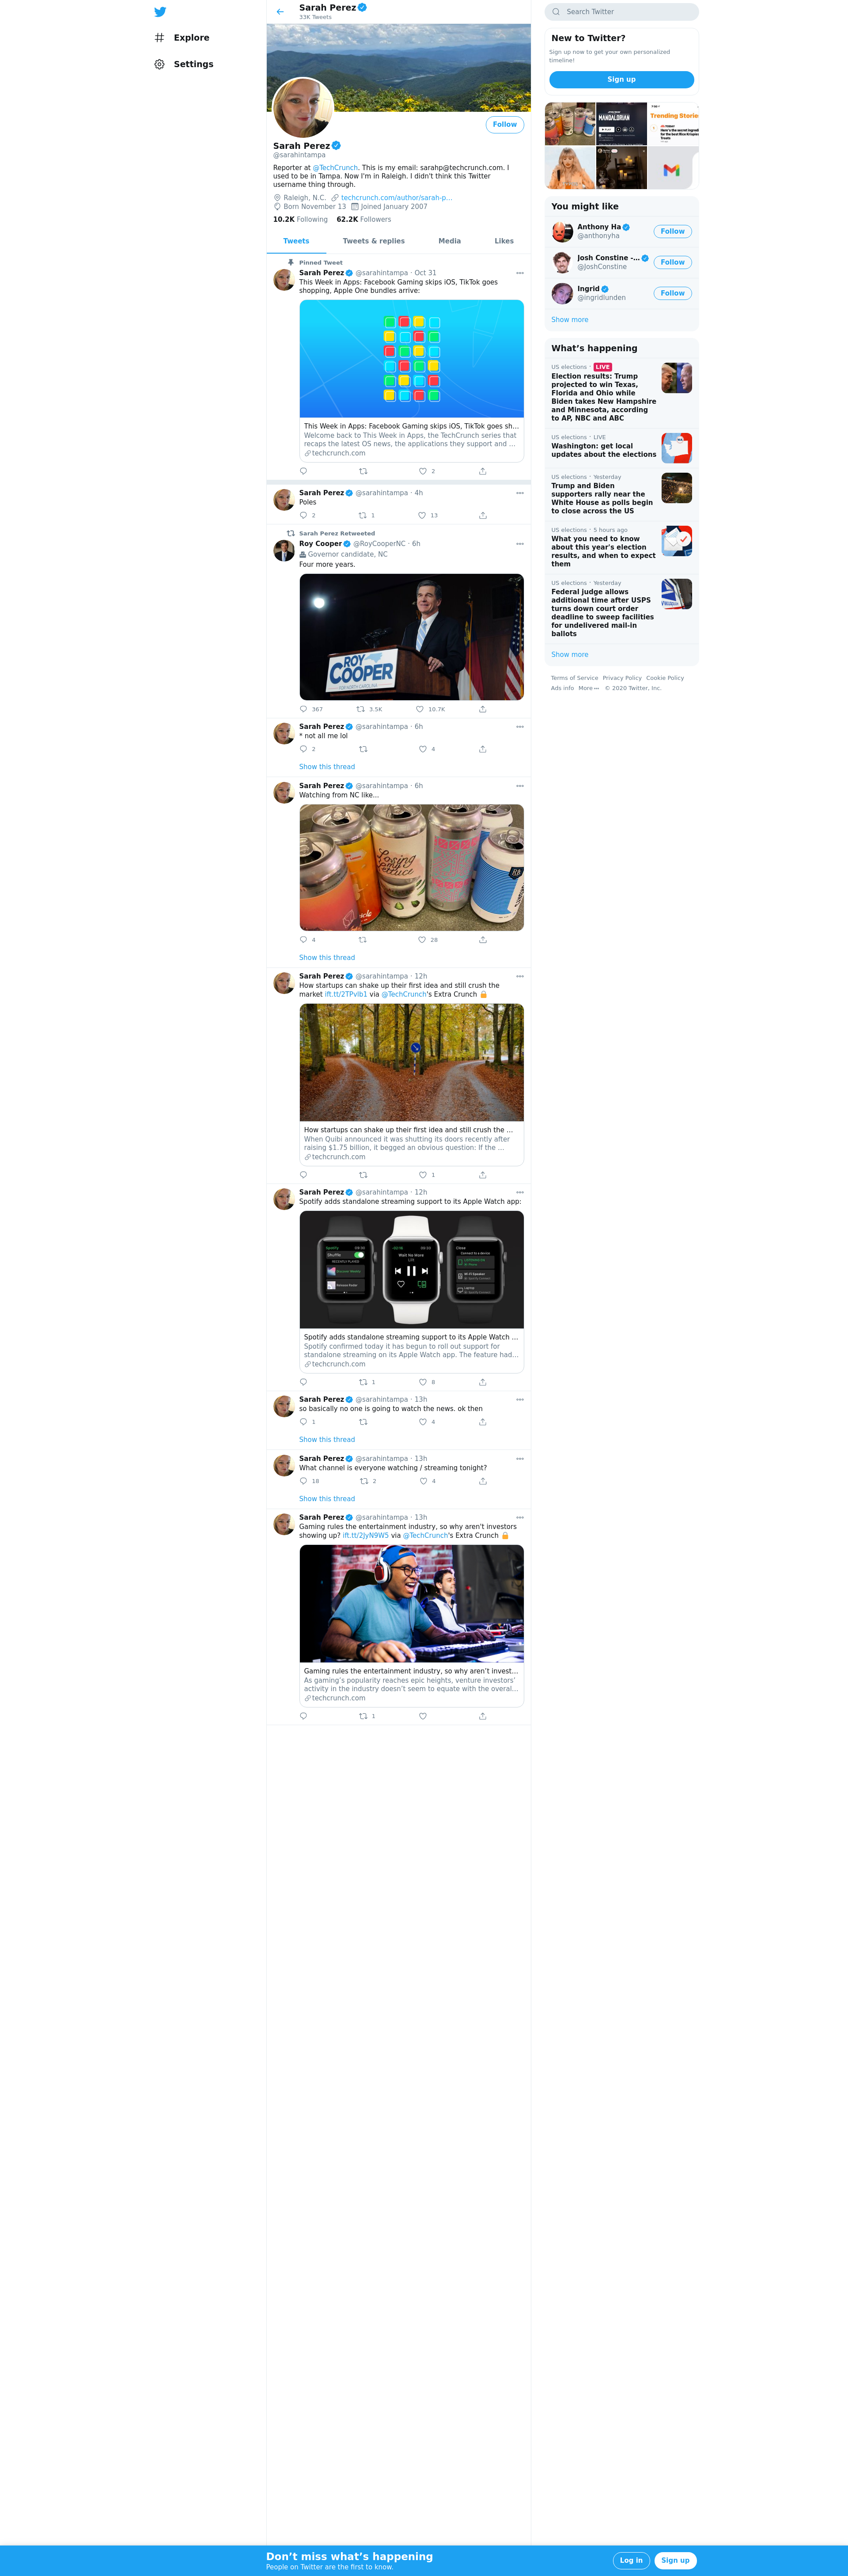 Explore
Settings
Sarah Perez
33K Tweets
Follow
Sarah Perez
@sarahintampa
Reporter at @TechCrunch. This is my email: sarahp@techcrunch.com. I
used to be in Tampa. Now I'm in Raleigh. I didn't think this Twitter
username thing through.
Raleigh, N.C. techcrunch.com/author/sarah-p…
Born November 13 Joined January 2007
10.2K Following 62.2K Followers
Tweets Tweets & replies Media Likes
Pinned Tweet
Sarah Perez @sarahintampa · Oct 31
This Week in Apps: Facebook Gaming skips iOS, TikTok goes
shopping, Apple One bundles arrive:
This Week in Apps: Facebook Gaming skips iOS, TikTok goes sh…
Welcome back to This Week in Apps, the TechCrunch series that
recaps the latest OS news, the applications they support and …
techcrunch.com
2
Sarah Perez @sarahintampa · 4h
Poles
2 1 13
Sarah Perez Retweeted
Roy Cooper @RoyCooperNC · 6h
Governor candidate, NC
Four more years.
ROY
COOPER
FOR NORTH CAROLINA
367 3.5K 10.7K
Sarah Perez @sarahintampa · 6h
* not all me lol
2 4
Show this thread
Sarah Perez @sarahintampa · 6h
Watching from NC like...
Losing
my
lettuce
4 28
Show this thread
Sarah Perez @sarahintampa · 12h
How startups can shake up their first idea and still crush the
market ift.tt/2TPvIb1 via @TechCrunch's Extra Crunch 🔒
How startups can shake up their first idea and still crush the …
When Quibi announced it was shutting its doors recently after
raising $1.75 billion, it begged an obvious question: If the …
techcrunch.com
1
Sarah Perez @sarahintampa · 12h
Spotify adds standalone streaming support to its Apple Watch app:
Spotify adds standalone streaming support to its Apple Watch …
Spotify confirmed today it has begun to roll out support for
standalone streaming on its Apple Watch app. The feature had…
techcrunch.com
1 8
Sarah Perez @sarahintampa · 13h
so basically no one is going to watch the news. ok then
1 4
Show this thread
Sarah Perez @sarahintampa · 13h
What channel is everyone watching / streaming tonight?
18 2 4
Show this thread
Sarah Perez @sarahintampa · 13h
Gaming rules the entertainment industry, so why aren't investors
showing up? ift.tt/2JyN9W5 via @TechCrunch's Extra Crunch 🔒
Gaming rules the entertainment industry, so why aren't invest…
As gaming's popularity reaches epic heights, venture investors'
activity in the industry doesn't seem to equate with the overal…
techcrunch.com
1
Search Twitter
New to Twitter?
Sign up now to get your own personalized
timeline!
Sign up
MANDALORIAN
Trending Stories
You might like
Anthony Ha
@anthonyha
Follow
Josh Constine -…
@JoshConstine
Follow
Ingrid
@ingridlunden
Follow
Show more
What's happening
US elections · LIVE
Election results: Trump
projected to win Texas,
Florida and Ohio while
Biden takes New Hampshire
and Minnesota, according
to AP, NBC and ABC
US elections · LIVE
Washington: get local
updates about the elections
US elections · Yesterday
Trump and Biden
supporters rally near the
White House as polls begin
to close across the US
US elections · 5 hours ago
What you need to know
about this year's election
results, and when to expect
them
US elections · Yesterday
Federal judge allows
additional time after USPS
turns down court order
deadline to sweep facilities
for undelivered mail-in
ballots
Show more
Terms of Service Privacy Policy Cookie Policy
Ads info More © 2020 Twitter, Inc.
Don't miss what's happening
People on Twitter are the first to know.
Log in
Sign up